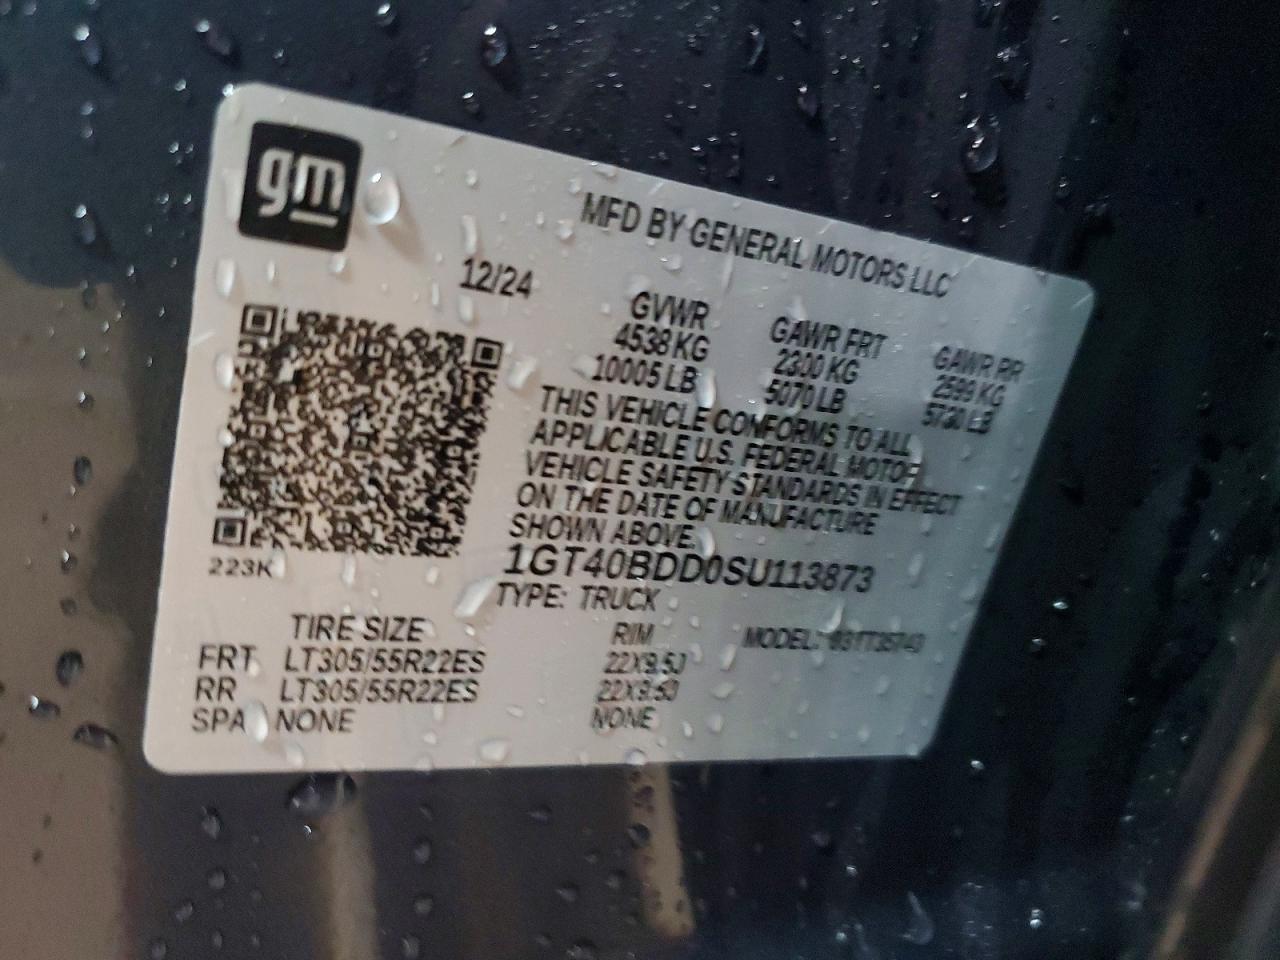 gm
MFD BY GENERAL MOTORS LLC
12/24
GVWR GAWR FRT GAWR RR
4538 KG 2300 KG 2599 KG
10005 LB 5070 LB 5730 LB
THIS VEHICLE CONFORMS TO ALL
APPLICABLE U.S. FEDERAL MOTOR
VEHICLE SAFETY STANDARDS IN EFFECT
ON THE DATE OF MANUFACTURE
SHOWN ABOVE.
223K
1GT40BDD0SU113873
TYPE: TRUCK
TIRE SIZE RIM MODEL:
FRT LT305/55R22ES 22X9.5J
RR LT305/55R22ES 22X9.5J
SPA NONE NONE